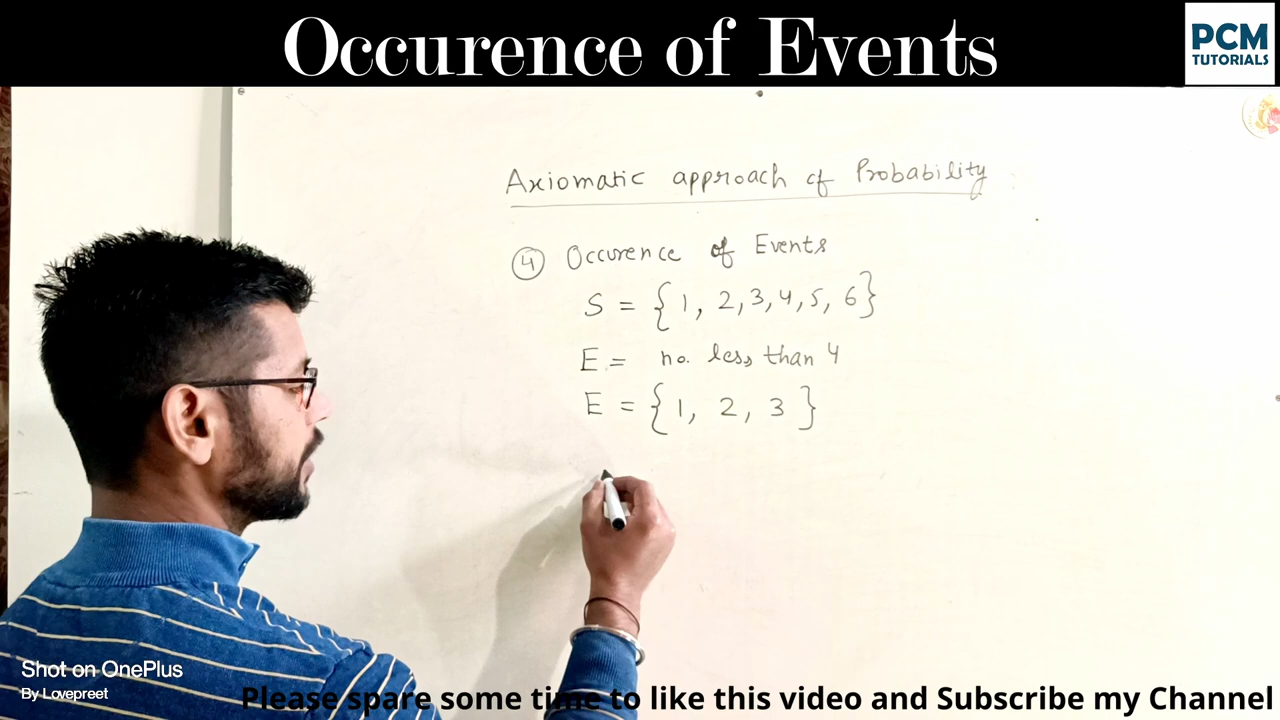 Occurence of Events
PCM
TUTORIALS
Axiomatic approach of Probability
4 Occurence of Events
S = { 1, 2, 3, 4, 5, 6 }
E = no. less than 4
E = { 1, 2, 3 }
Shot on OnePlus
By Lovepreet
Please spare some time to like this video and Subscribe my Channel